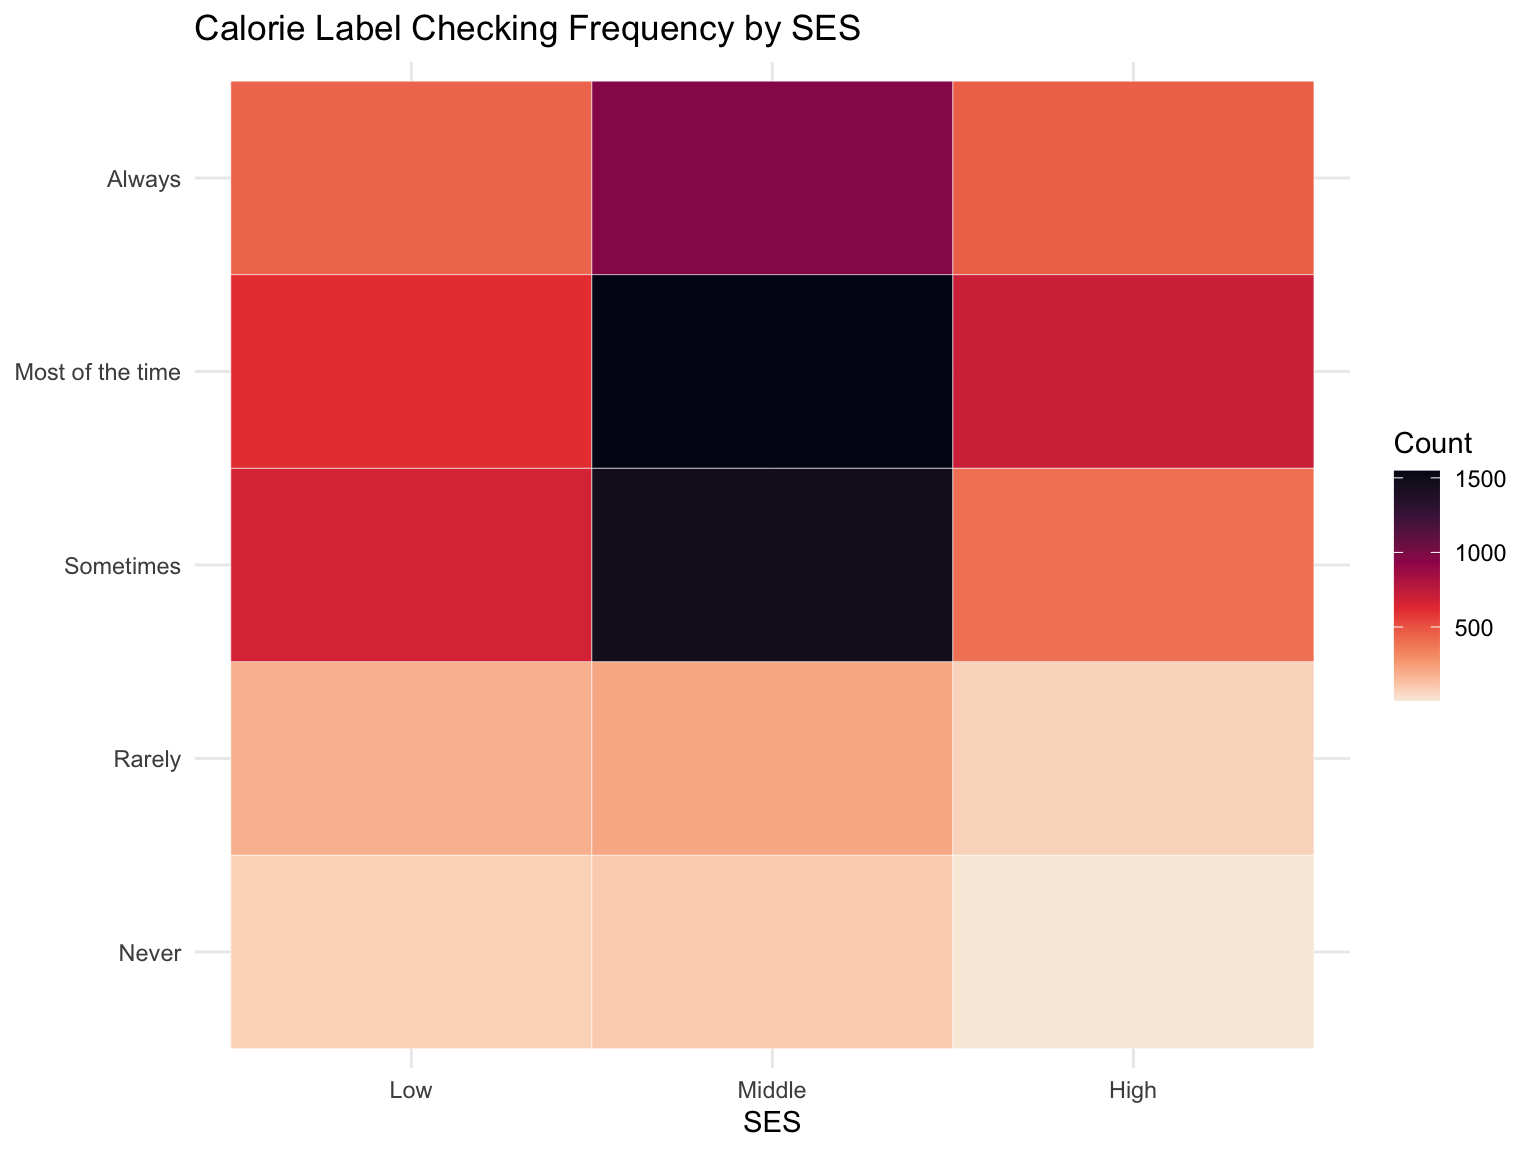 Calorie Label Checking Frequency by SES
Always
Most of the time
Sometimes
Rarely
Never
Low
Middle
High
SES
Count
1500
1000
500